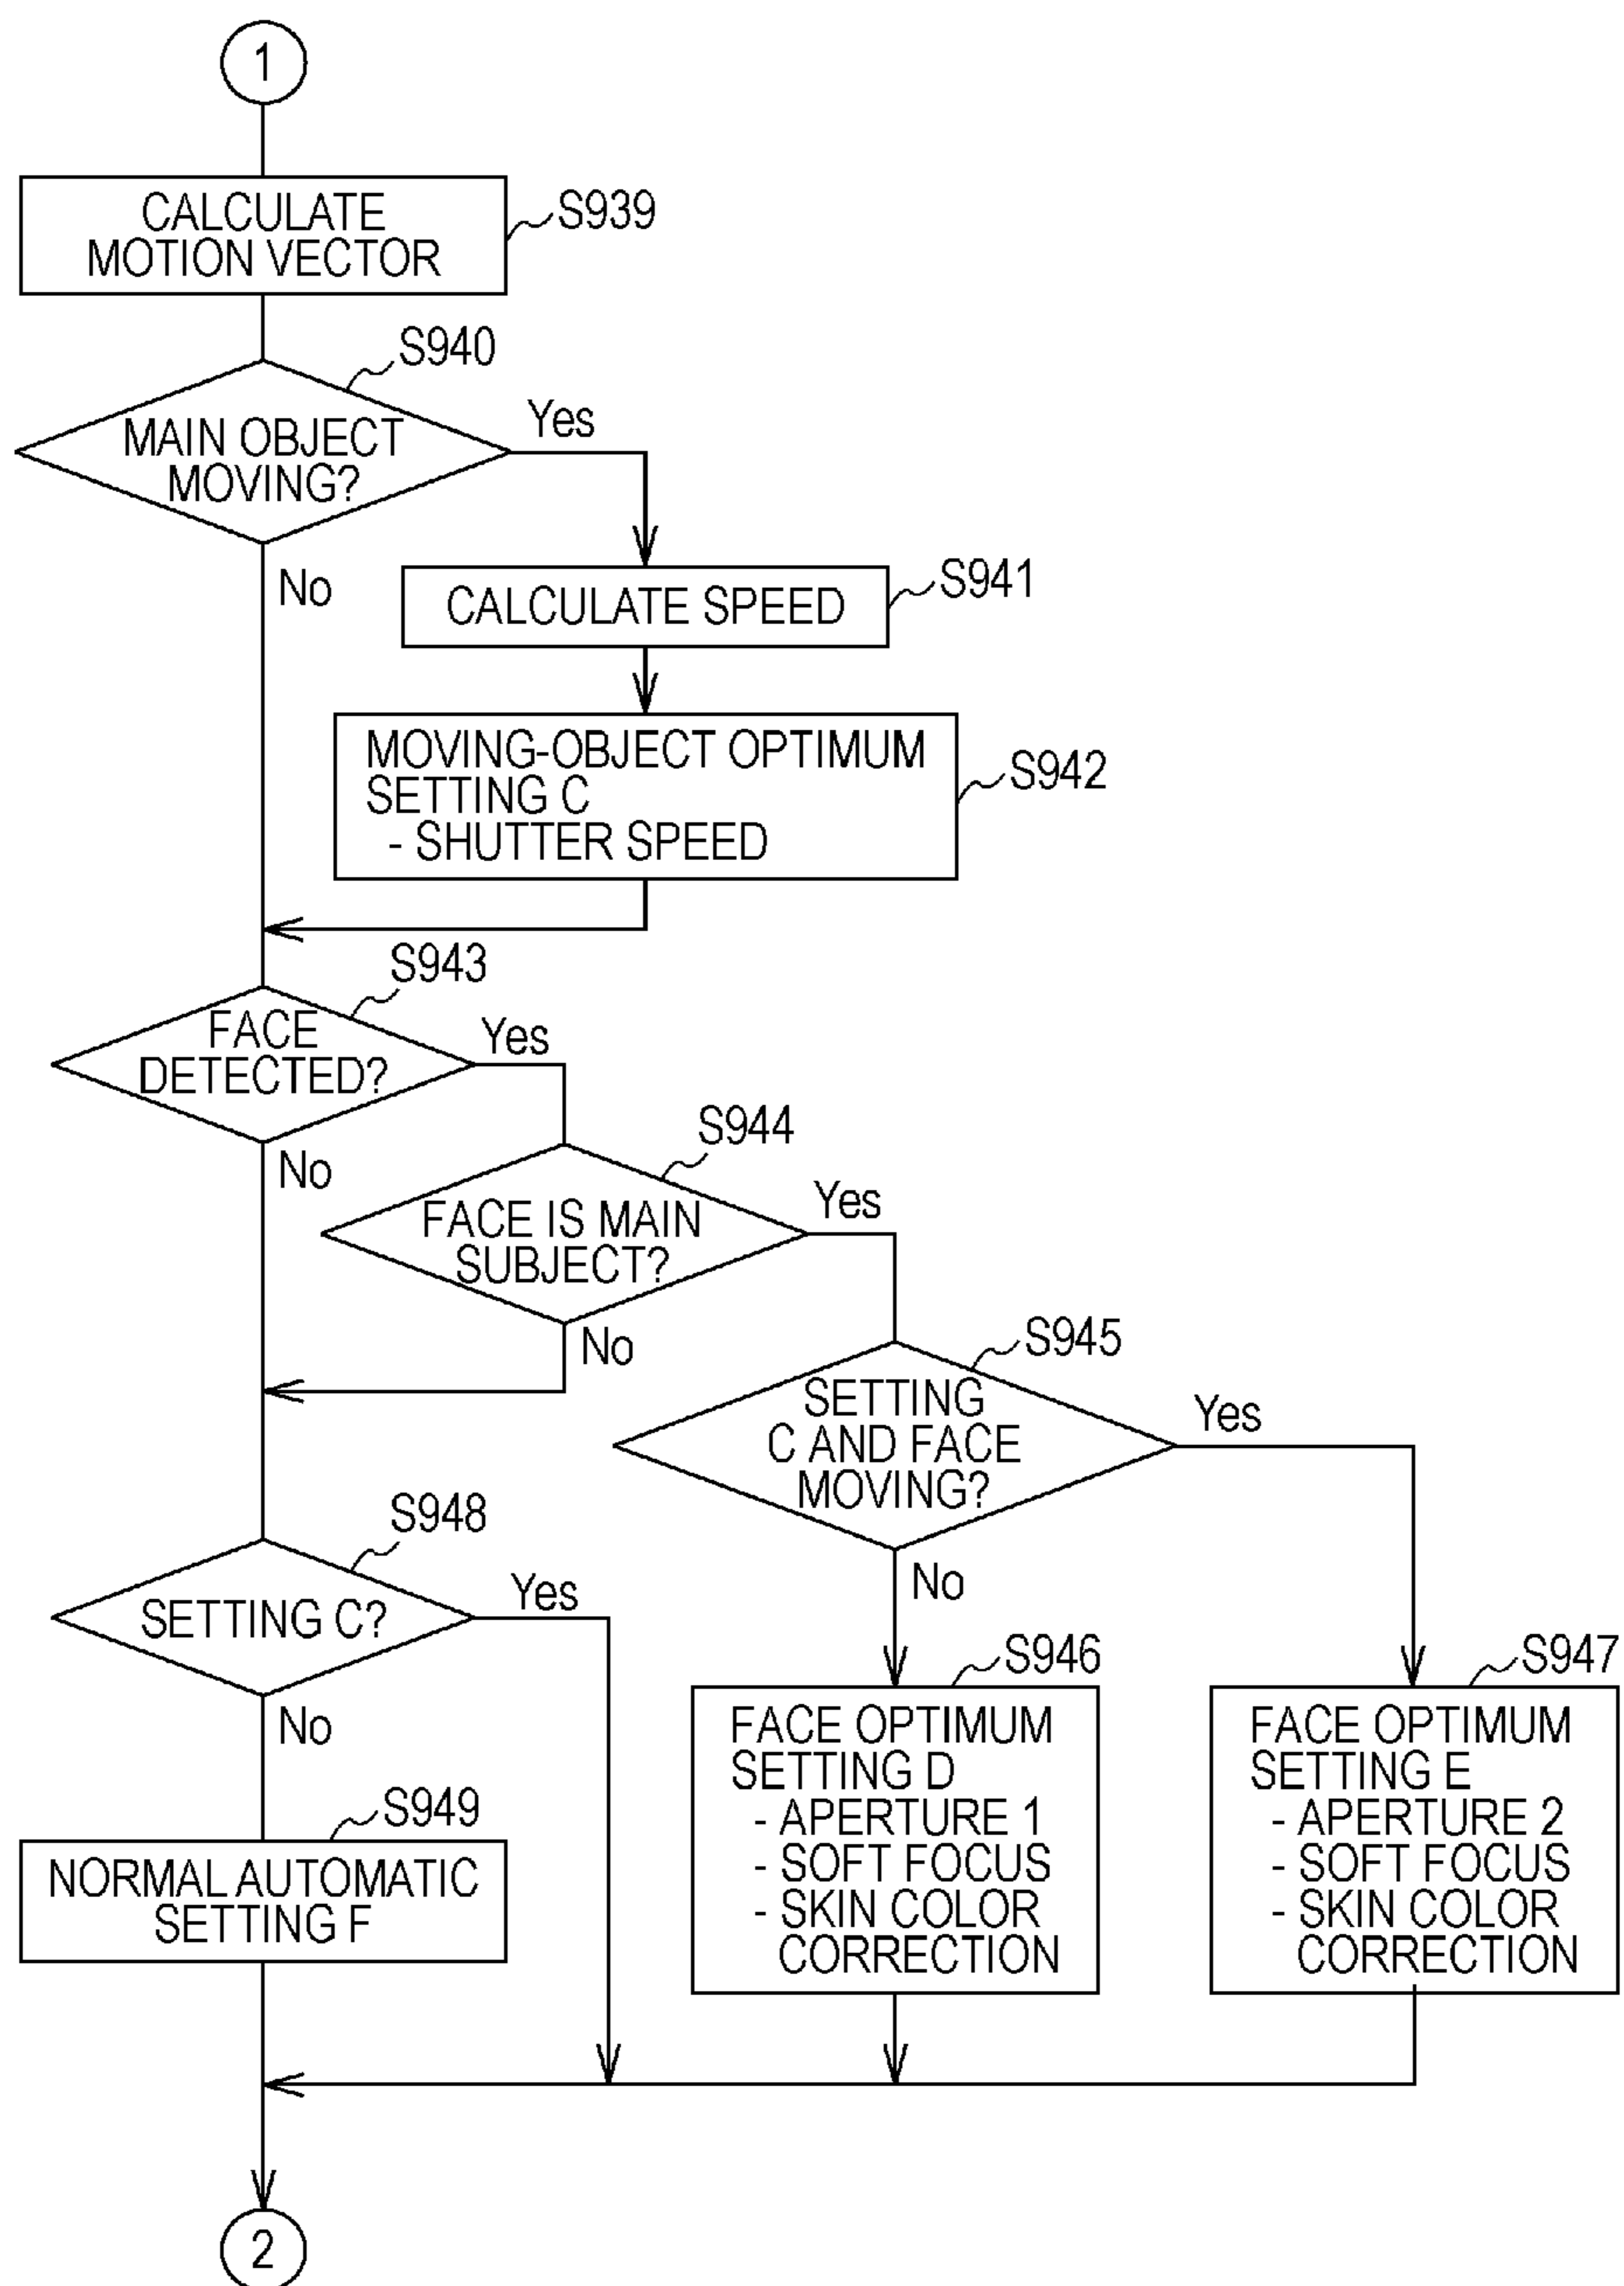 1
CALCULATE
MOTION VECTOR
S939
S940
MAIN OBJECT
MOVING?
Yes
No
CALCULATE SPEED
S941
MOVING-OBJECT OPTIMUM
SETTING C
- SHUTTER SPEED
S942
S943
FACE
DETECTED?
Yes
No
S944
FACE IS MAIN
SUBJECT?
Yes
No
S945
SETTING
C AND FACE
MOVING?
Yes
No
S948
SETTING C?
Yes
No
S946
FACE OPTIMUM
SETTING D
- APERTURE 1
- SOFT FOCUS
- SKIN COLOR
CORRECTION
S947
FACE OPTIMUM
SETTING E
- APERTURE 2
- SOFT FOCUS
- SKIN COLOR
CORRECTION
S949
NORMAL AUTOMATIC
SETTING F
2